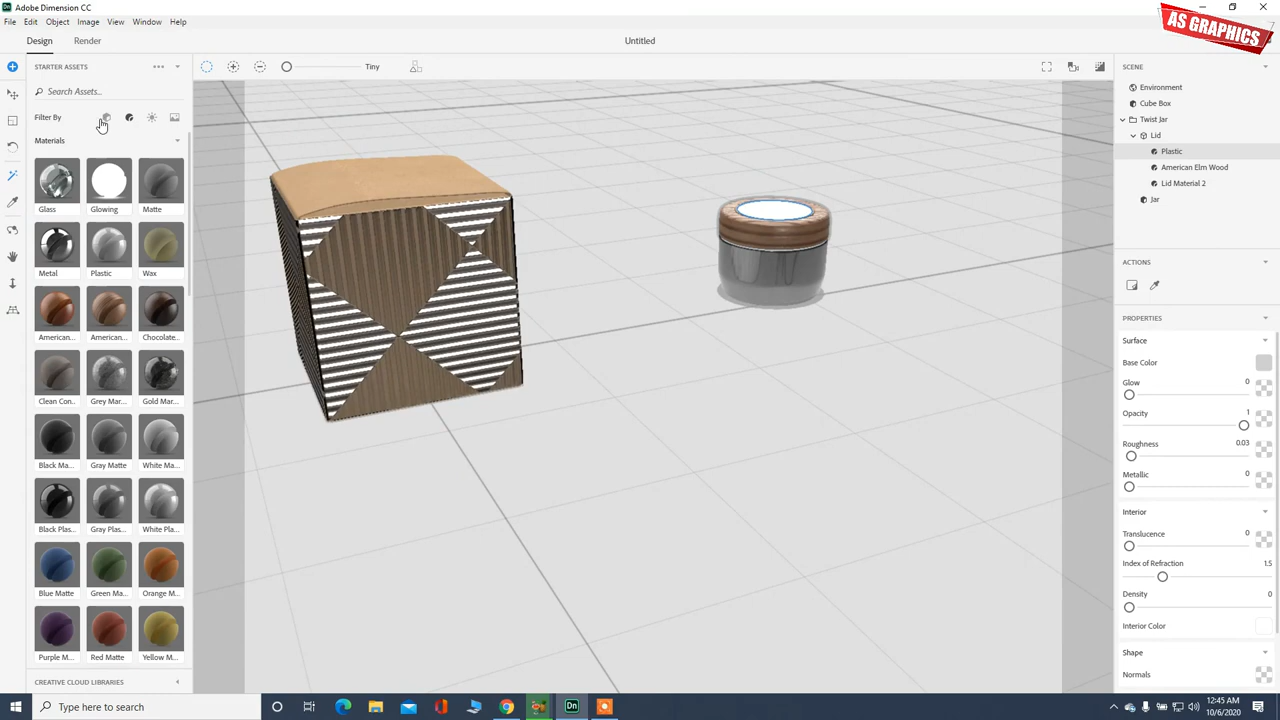 Adobe Dimension CC
File Edit Object Image View Window Help
Design Render
Untitled
AS GRAPHICS
STARTER ASSETS
Search Assets...
Filter By
Materials
Glass Glowing Matte
Metal Plastic Wax
American... American... Chocolate...
Clean Con... Grey Mar... Gold Mar...
Black Ma... Gray Matte White Ma...
Black Plas... Gray Plas... White Pla...
Blue Matte Green Ma... Orange M...
Purple M... Red Matte Yellow M...
CREATIVE CLOUD LIBRARIES
Tiny
SCENE
Environment
Cube Box
Twist Jar
Lid
Plastic
American Elm Wood
Lid Material 2
Jar
ACTIONS
PROPERTIES
Surface
Base Color
Glow 0
Opacity 1
Roughness 0.03
Metallic 0
Interior
Translucence 0
Index of Refraction 1.5
Density 0
Interior Color
Shape
Normals
Type here to search
Dn
12:45 AM
10/6/2020